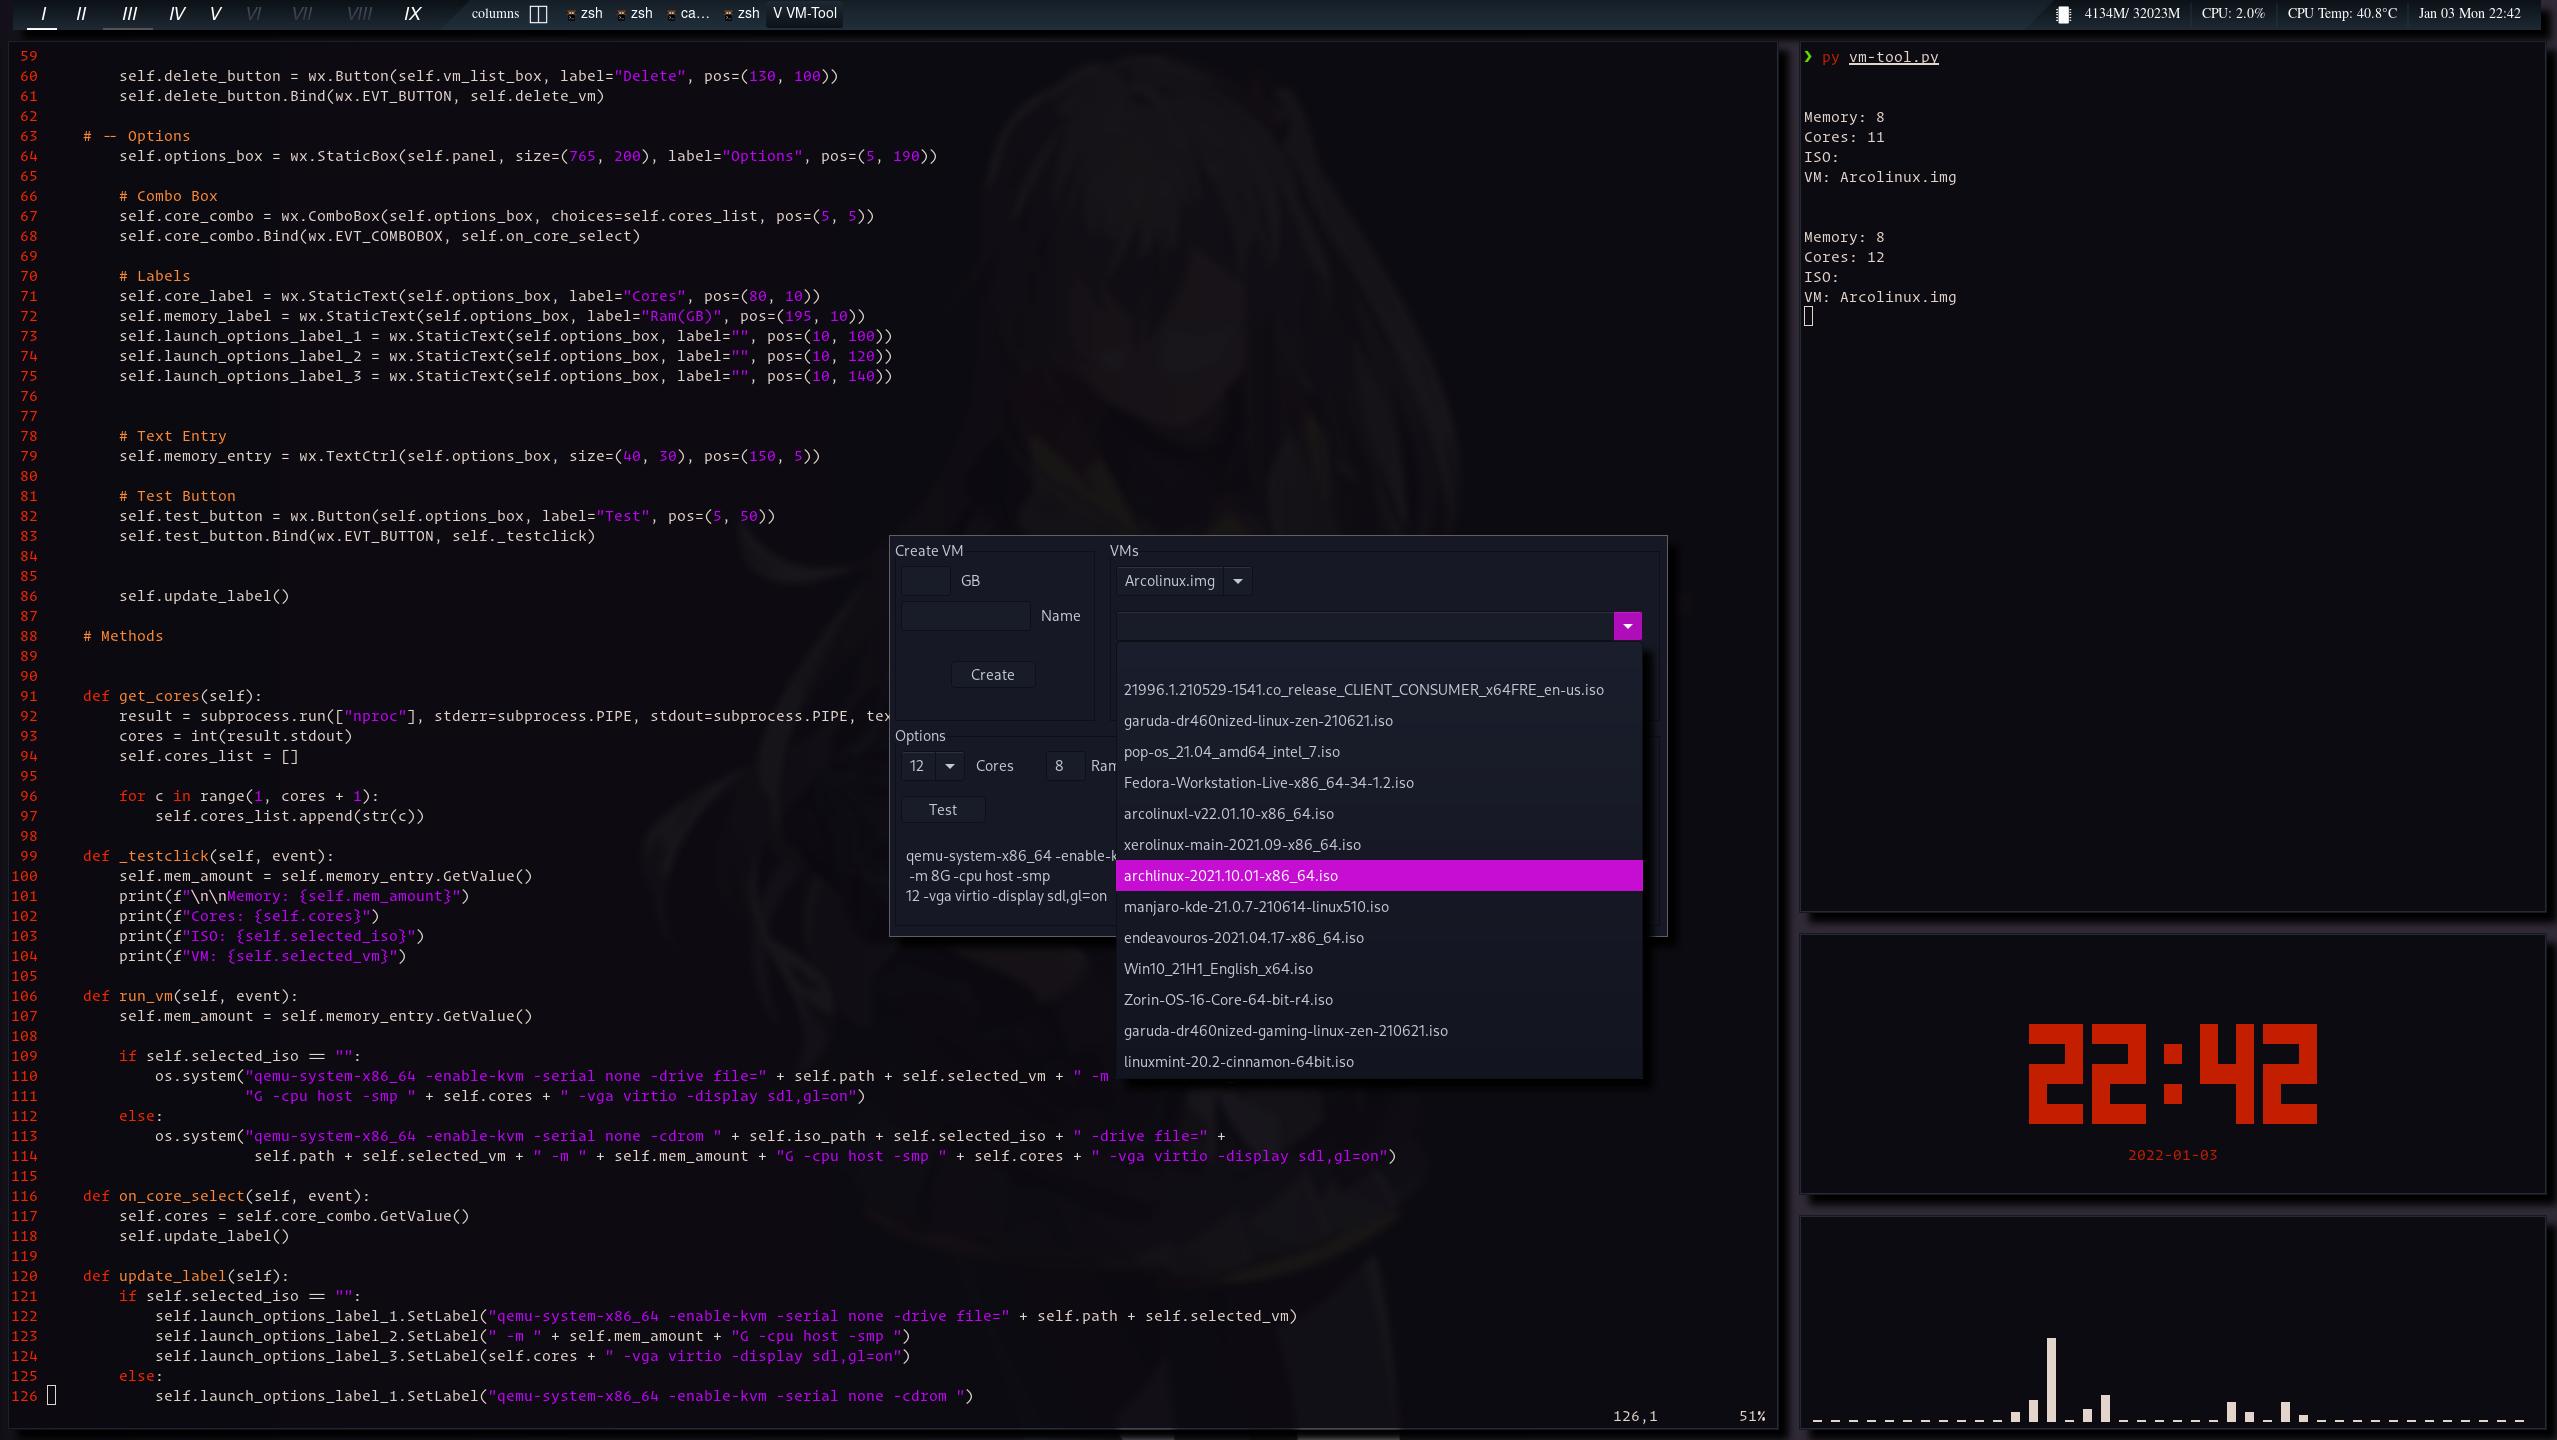 I II III IV V VI VII VIII IX columns zsh zsh ca... zsh V VM-Tool 4134M/ 32023M CPU: 2.0% CPU Temp: 40.8°C Jan 03 Mon 22:42
59
60 self.delete_button = wx.Button(self.vm_list_box, label="Delete", pos=(130, 100))
61 self.delete_button.Bind(wx.EVT_BUTTON, self.delete_vm)
62
63 # -- Options
64 self.options_box = wx.StaticBox(self.panel, size=(765, 200), label="Options", pos=(5, 190))
65
66 # Combo Box
67 self.core_combo = wx.ComboBox(self.options_box, choices=self.cores_list, pos=(5, 5))
68 self.core_combo.Bind(wx.EVT_COMBOBOX, self.on_core_select)
69
70 # Labels
71 self.core_label = wx.StaticText(self.options_box, label="Cores", pos=(80, 10))
72 self.memory_label = wx.StaticText(self.options_box, label="Ram(GB)", pos=(195, 10))
73 self.launch_options_label_1 = wx.StaticText(self.options_box, label="", pos=(10, 100))
74 self.launch_options_label_2 = wx.StaticText(self.options_box, label="", pos=(10, 120))
75 self.launch_options_label_3 = wx.StaticText(self.options_box, label="", pos=(10, 140))
76
77
78 # Text Entry
79 self.memory_entry = wx.TextCtrl(self.options_box, size=(40, 30), pos=(150, 5))
80
81 # Test Button
82 self.test_button = wx.Button(self.options_box, label="Test", pos=(5, 50))
83 self.test_button.Bind(wx.EVT_BUTTON, self._testclick)
84
85
86 self.update_label()
87
88 # Methods
89
90
91 def get_cores(self):
92 result = subprocess.run(["nproc"], stderr=subprocess.PIPE, stdout=subprocess.PIPE, tex
93 cores = int(result.stdout)
94 self.cores_list = []
95
96 for c in range(1, cores + 1):
97 self.cores_list.append(str(c))
98
99 def _testclick(self, event):
100 self.mem_amount = self.memory_entry.GetValue()
101 print(f"\n\nMemory: {self.mem_amount}")
102 print(f"Cores: {self.cores}")
103 print(f"ISO: {self.selected_iso}")
104 print(f"VM: {self.selected_vm}")
105
106 def run_vm(self, event):
107 self.mem_amount = self.memory_entry.GetValue()
108
109 if self.selected_iso == "":
110 os.system("qemu-system-x86_64 -enable-kvm -serial none -drive file=" + self.path + self.selected_vm + " -m
111 "G -cpu host -smp " + self.cores + " -vga virtio -display sdl,gl=on")
112 else:
113 os.system("qemu-system-x86_64 -enable-kvm -serial none -cdrom " + self.iso_path + self.selected_iso + " -drive file=" +
114 self.path + self.selected_vm + " -m " + self.mem_amount + "G -cpu host -smp " + self.cores + " -vga virtio -display sdl,gl=on")
115
116 def on_core_select(self, event):
117 self.cores = self.core_combo.GetValue()
118 self.update_label()
119
120 def update_label(self):
121 if self.selected_iso == "":
122 self.launch_options_label_1.SetLabel("qemu-system-x86_64 -enable-kvm -serial none -drive file=" + self.path + self.selected_vm)
123 self.launch_options_label_2.SetLabel(" -m " + self.mem_amount + "G -cpu host -smp ")
124 self.launch_options_label_3.SetLabel(self.cores + " -vga virtio -display sdl,gl=on")
125 else:
126 self.launch_options_label_1.SetLabel("qemu-system-x86_64 -enable-kvm -serial none -cdrom ")
126,1 51%
Create VM
GB
Name
Create
VMs
Arcolinux.img
Options
12 Cores 8 Ram
Test
qemu-system-x86_64 -enable-k
-m 8G -cpu host -smp
12 -vga virtio -display sdl,gl=on
21996.1.210529-1541.co_release_CLIENT_CONSUMER_x64FRE_en-us.iso
garuda-dr460nized-linux-zen-210621.iso
pop-os_21.04_amd64_intel_7.iso
Fedora-Workstation-Live-x86_64-34-1.2.iso
arcolinuxl-v22.01.10-x86_64.iso
xerolinux-main-2021.09-x86_64.iso
archlinux-2021.10.01-x86_64.iso
manjaro-kde-21.0.7-210614-linux510.iso
endeavouros-2021.04.17-x86_64.iso
Win10_21H1_English_x64.iso
Zorin-OS-16-Core-64-bit-r4.iso
garuda-dr460nized-gaming-linux-zen-210621.iso
linuxmint-20.2-cinnamon-64bit.iso
❯ py vm-tool.py
Memory: 8
Cores: 11
ISO:
VM: Arcolinux.img
Memory: 8
Cores: 12
ISO:
VM: Arcolinux.img
22:42
2022-01-03